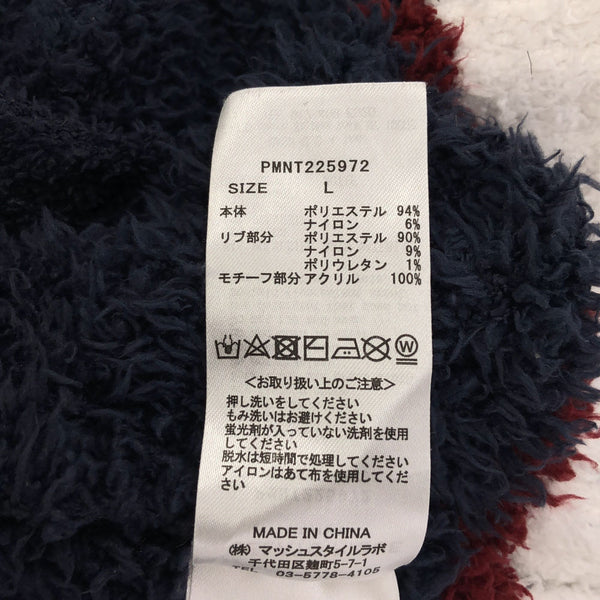 PMNT225972
SIZE L
本体 ポリエステル 94%
ナイロン 6%
リブ部分 ポリエステル 90%
ナイロン 9%
ポリウレタン 1%
モチーフ部分 アクリル 100%
<お取り扱い上のご注意>
押し洗いをしてください
もみ洗いはお避けください
蛍光剤が入っていない洗剤を使用
してください
脱水は短時間で処理してください
アイロンはあて布を使用してください
MADE IN CHINA
(株) マッシュスタイルラボ
千代田区麹町5-7-1
TEL 03-5778-4105